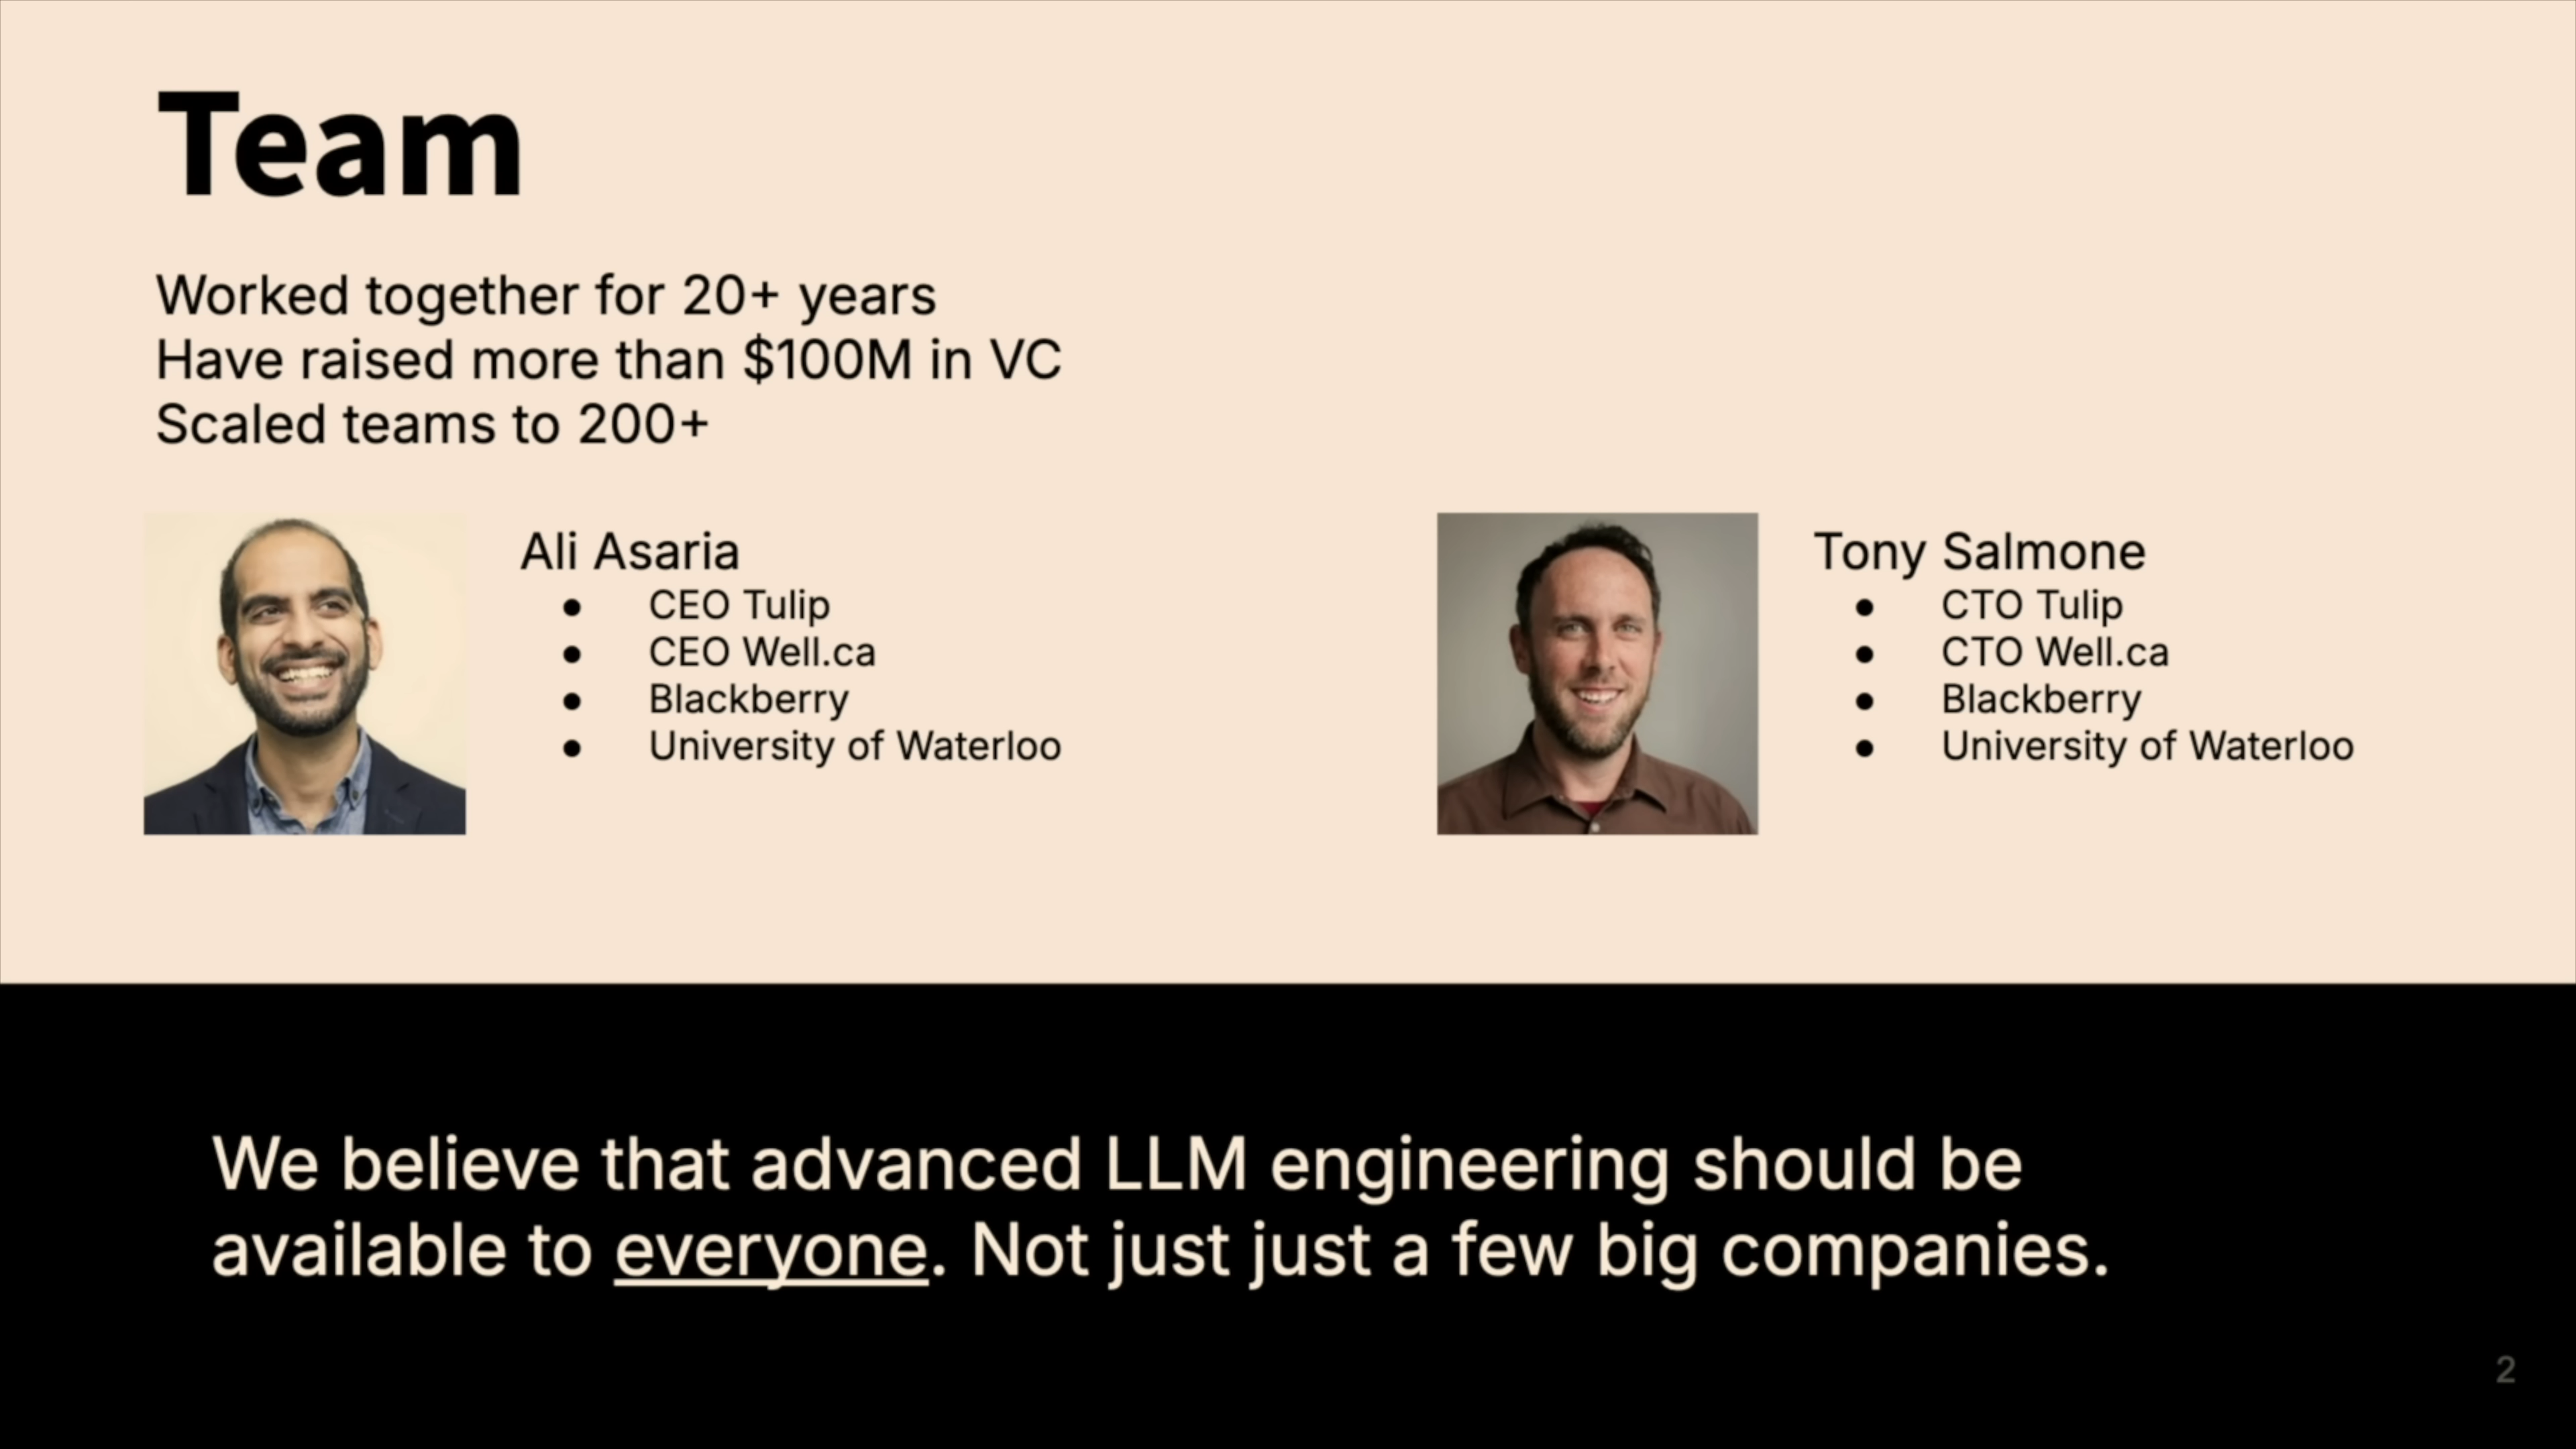 Team
Worked together for 20+ years
Have raised more than $100M in VC
Scaled teams to 200+
Ali Asaria
● CEO Tulip
● CEO Well.ca
● Blackberry
● University of Waterloo
Tony Salmone
● CTO Tulip
● CTO Well.ca
● Blackberry
● University of Waterloo
We believe that advanced LLM engineering should be
available to everyone. Not just just a few big companies.
2